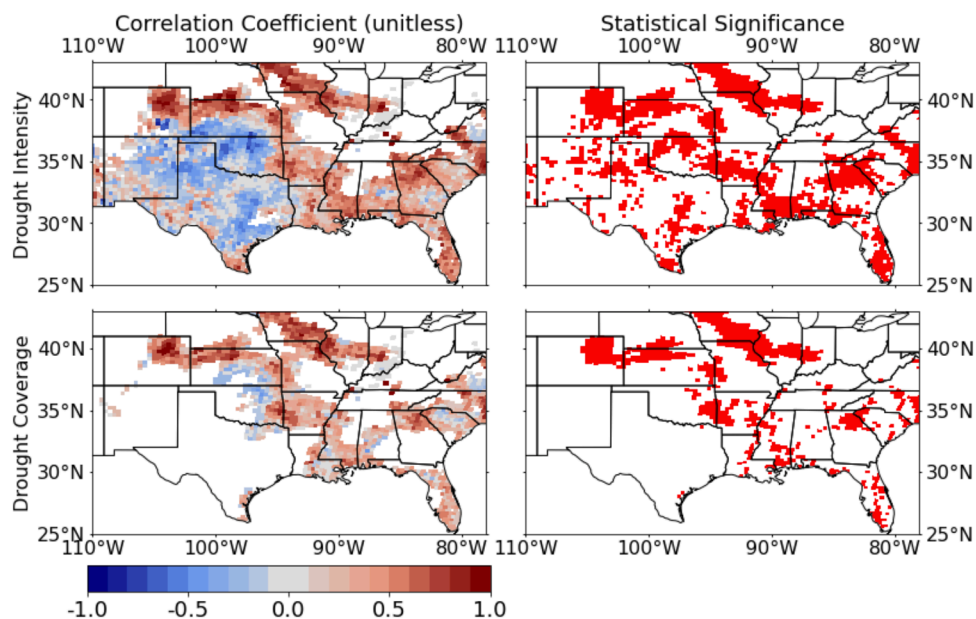 Correlation Coefficient (unitless) Statistical Significance
110°W 100°W 90°W 80°W 110°W 100°W 90°W 80°W
Drought Intensity
40°N 40°N
35°N 35°N
30°N 30°N
25°N 25°N
Drought Coverage
40°N 40°N
35°N 35°N
30°N 30°N
25°N 25°N
110°W 100°W 90°W 80°W 110°W 100°W 90°W 80°W
-1.0 -0.5 0.0 0.5 1.0